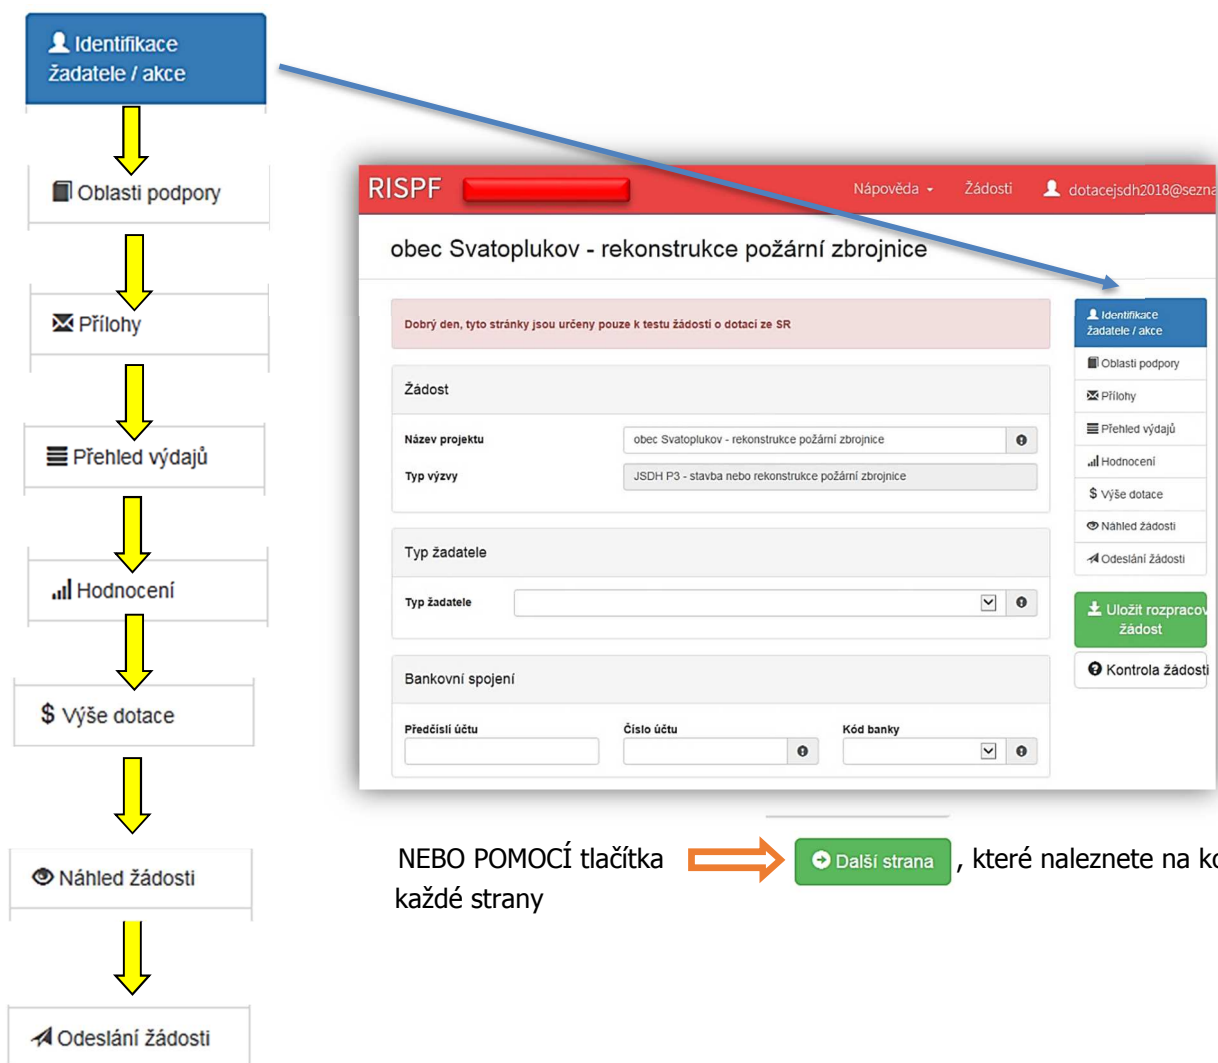 Identifikace
žadatele / akce
Oblasti podpory
Přílohy
Přehled výdajů
Hodnocení
$ Výše dotace
Náhled žádosti
Odeslání žádosti
RISPF
Nápověda
Žádosti
dotacejsdh2018@sezna
obec Svatoplukov - rekonstrukce požární zbrojnice
Dobrý den, tyto stránky jsou určeny pouze k testu žádostí o dotaci ze SR
Žádost
Název projektu
obec Svatoplukov - rekonstrukce požární zbrojnice
Typ výzvy
JSDH P3 - stavba nebo rekonstrukce požární zbrojnice
Typ žadatele
Typ žadatele
Bankovní spojení
Předčíslí účtu
Číslo účtu
Kód banky
Identifikace
žadatele / akce
Oblasti podpory
Přílohy
Přehled výdajů
Hodnocení
$ Výše dotace
Náhled žádosti
Odeslání žádosti
Uložit rozpracov
žádost
Kontrola žádosti
NEBO POMOCÍ tlačítka
Další strana
, které naleznete na ko
každé strany